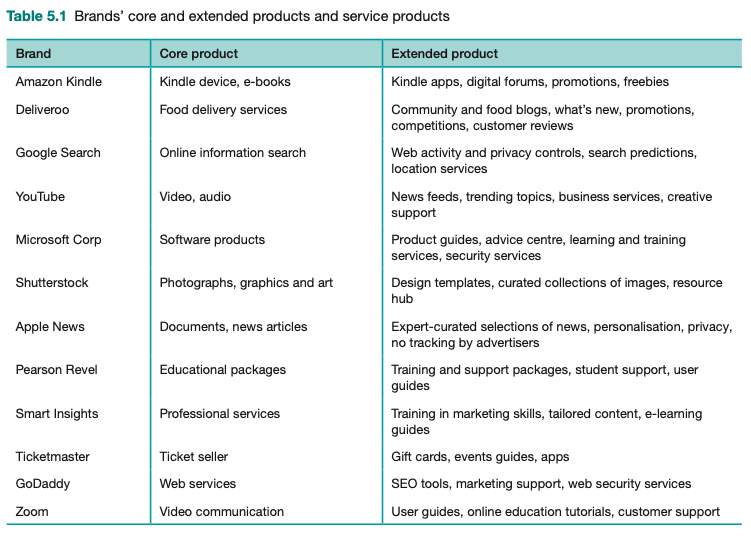 Table 5.1 Brands’ core and extended products and service products
Brand Core product Extended product
Amazon Kindle Kindle device, e-books Kindle apps, digital forums, promotions, freebies
Deliveroo Food delivery services Community and food blogs, what’s new, promotions,
competitions, customer reviews
Google Search Online information search Web activity and privacy controls, search predictions,
location services
YouTube Video, audio News feeds, trending topics, business services, creative
support
Microsoft Corp Software products Product guides, advice centre, learning and training
services, security services
Shutterstock Photographs, graphics and art Design templates, curated collections of images, resource
hub
Apple News Documents, news articles Expert-curated selections of news, personalisation, privacy,
no tracking by advertisers
Pearson Revel Educational packages Training and support packages, student support, user
guides
Smart Insights Professional services Training in marketing skills, tailored content, e-learning
guides
Ticketmaster Ticket seller Gift cards, events guides, apps
GoDaddy Web services SEO tools, marketing support, web security services
Zoom Video communication User guides, online education tutorials, customer support